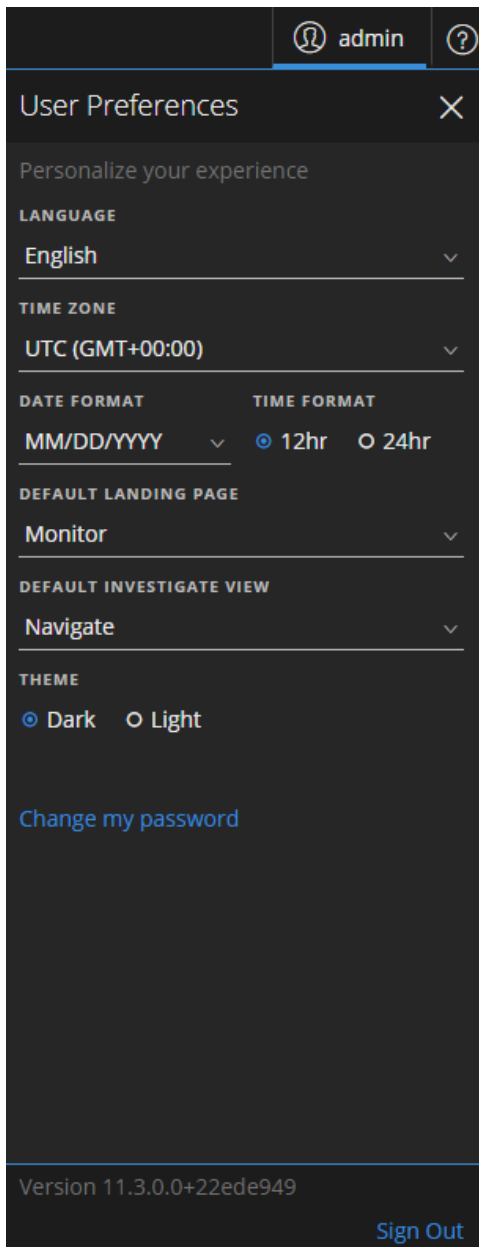 admin
User Preferences
Personalize your experience
LANGUAGE
English
TIME ZONE
UTC (GMT+00:00)
DATE FORMAT TIME FORMAT
MM/DD/YYYY 12hr 24hr
DEFAULT LANDING PAGE
Monitor
DEFAULT INVESTIGATE VIEW
Navigate
THEME
Dark Light
Change my password
Version 11.3.0.0+22ede949
Sign Out